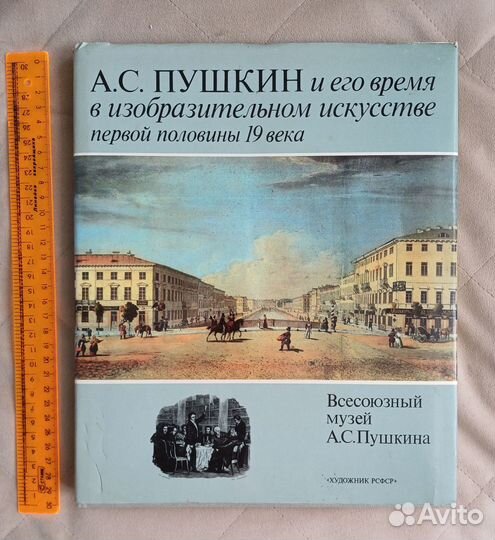 А.С. ПУШКИН и его время
в изобразительном искусстве
первой половины 19 века
Всесоюзный
музей
А.С.Пушкина
«ХУДОЖНИК РСФСР»
Avito